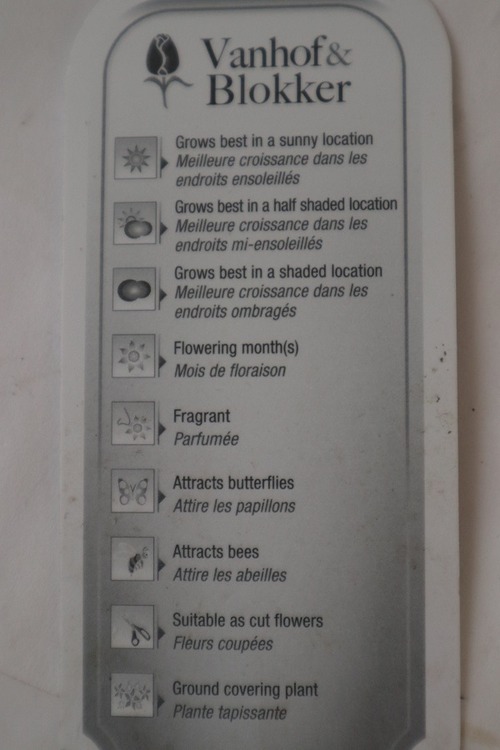 Vanhof &
Blokker
Grows best in a sunny location
Meilleure croissance dans les
endroits ensoleillés
Grows best in a half shaded location
Meilleure croissance dans les
endroits mi-ensoleillés
Grows best in a shaded location
Meilleure croissance dans les
endroits ombragés
Flowering month(s)
Mois de floraison
Fragrant
Parfumée
Attracts butterflies
Attire les papillons
Attracts bees
Attire les abeilles
Suitable as cut flowers
Fleurs coupées
Ground covering plant
Plante tapissante